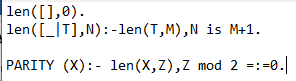 len([],0).
len([_|T],N):-len(T,M),N is M+1.
PARITY (X):- len(X,Z),Z mod 2 =:=0.